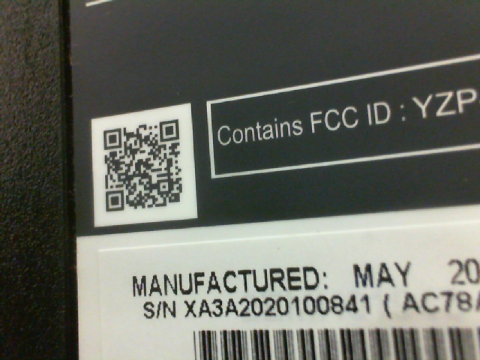 Contains FCC ID : YZP
MANUFACTURED: MAY 20
S/N XA3A2020100841 ( AC78A